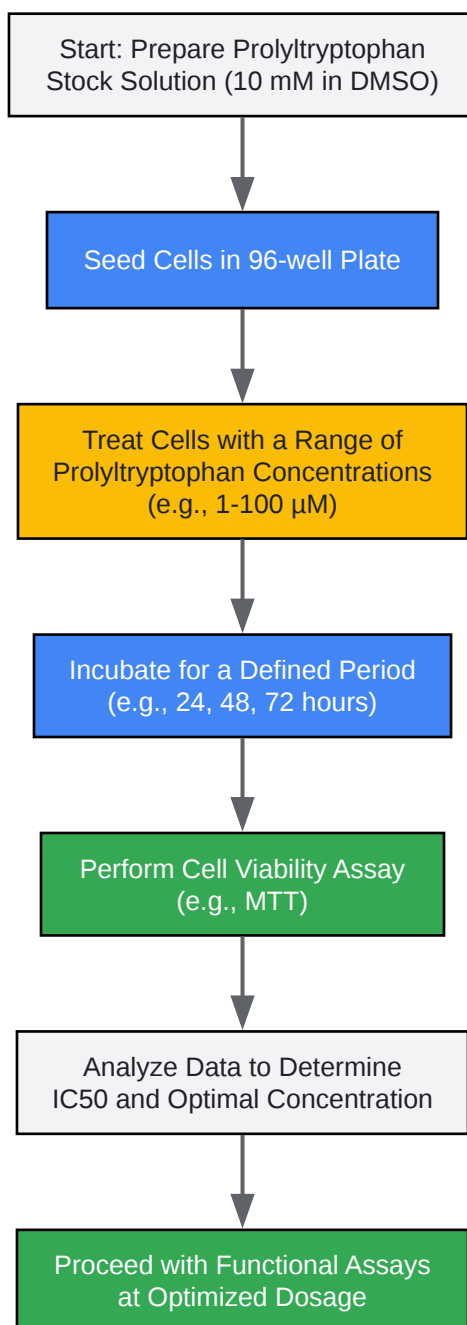 Start: Prepare Prolyltryptophan
Stock Solution (10 mM in DMSO)
Seed Cells in 96-well Plate
Treat Cells with a Range of
Prolyltryptophan Concentrations
(e.g., 1-100 µM)
Incubate for a Defined Period
(e.g., 24, 48, 72 hours)
Perform Cell Viability Assay
(e.g., MTT)
Analyze Data to Determine
IC50 and Optimal Concentration
Proceed with Functional Assays
at Optimized Dosage